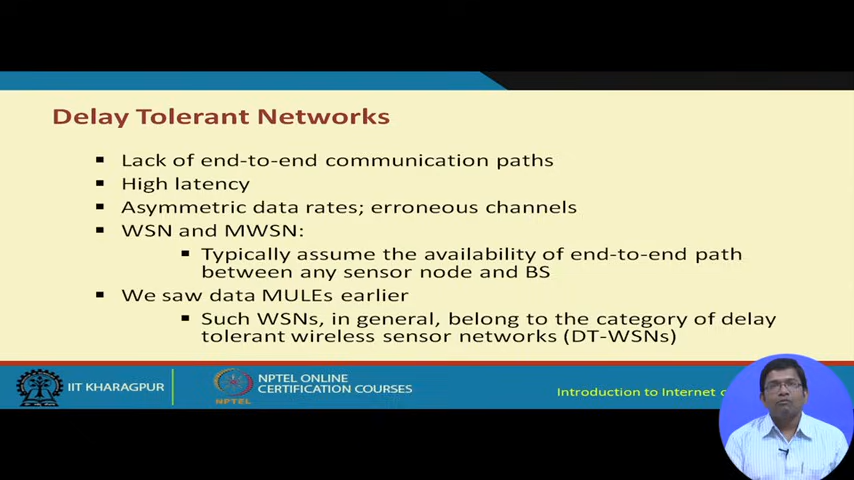 Delay Tolerant Networks
▪ Lack of end-to-end communication paths
▪ High latency
▪ Asymmetric data rates; erroneous channels
▪ WSN and MWSN:
▪ Typically assume the availability of end-to-end path
between any sensor node and BS
▪ We saw data MULEs earlier
▪ Such WSNs, in general, belong to the category of delay
tolerant wireless sensor networks (DT-WSNs)
IIT KHARAGPUR
NPTEL
NPTEL ONLINE
CERTIFICATION COURSES
Introduction to Internet